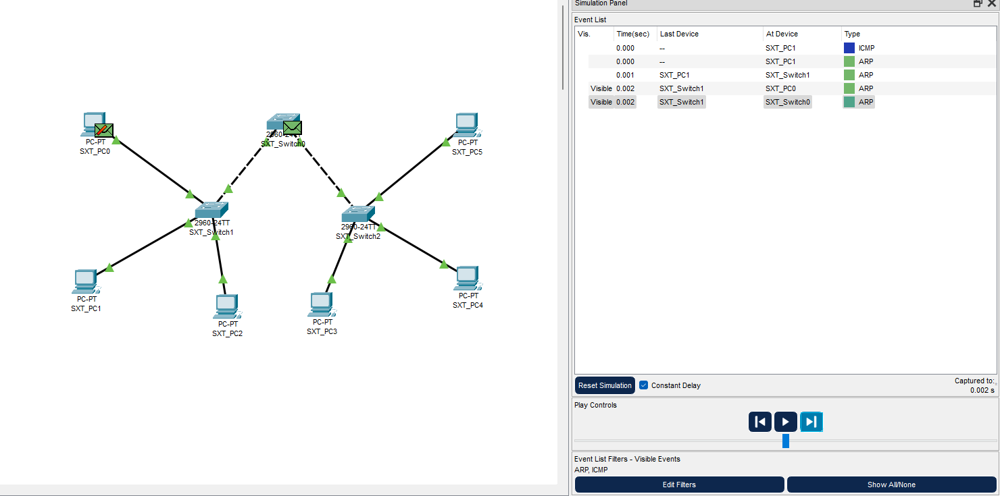 Simulation Panel
Event List
Vis. Time(sec) Last Device At Device Type
0.000 -- SXT_PC1 ICMP
0.000 -- SXT_PC1 ARP
0.001 SXT_PC1 SXT_Switch1 ARP
Visible 0.002 SXT_Switch1 SXT_PC0 ARP
Visible 0.002 SXT_Switch1 SXT_Switch0 ARP
PC-PT
SXT_PC0
SXT_Switch0
PC-PT
SXT_PC5
2960-24TT
SXT_Switch1
2960-24TT
SXT_Switch2
PC-PT
SXT_PC1
PC-PT
SXT_PC2
PC-PT
SXT_PC3
PC-PT
SXT_PC4
Reset Simulation Constant Delay
Captured to:
0.002 s
Play Controls
Event List Filters - Visible Events
ARP, ICMP
Edit Filters Show All/None